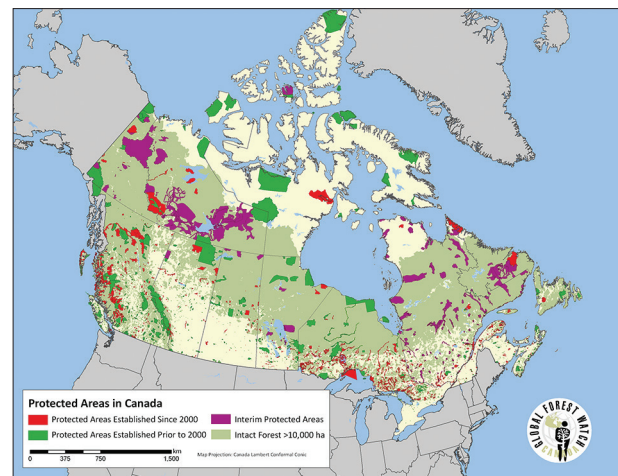 Protected Areas in Canada
Protected Areas Established Since 2000
Interim Protected Areas
Protected Areas Established Prior to 2000
Intact Forest >10,000 ha
0 375 750 1,500
km
Map Projection: Canada Lambert Conformal Conic
GLOBAL FOREST WATCH
CANADA